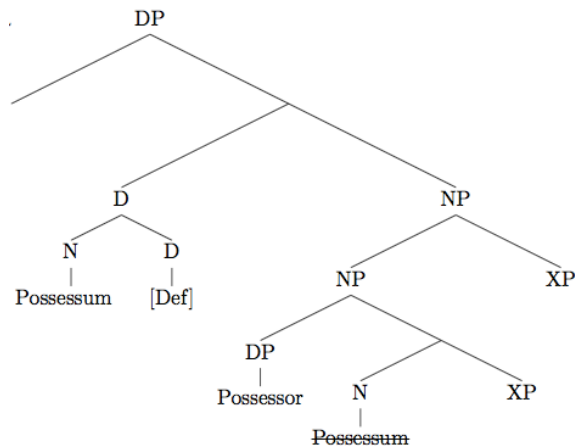 DP
D NP
N D NP XP
Possessum [Def]
DP
Possessor N XP
Possessum